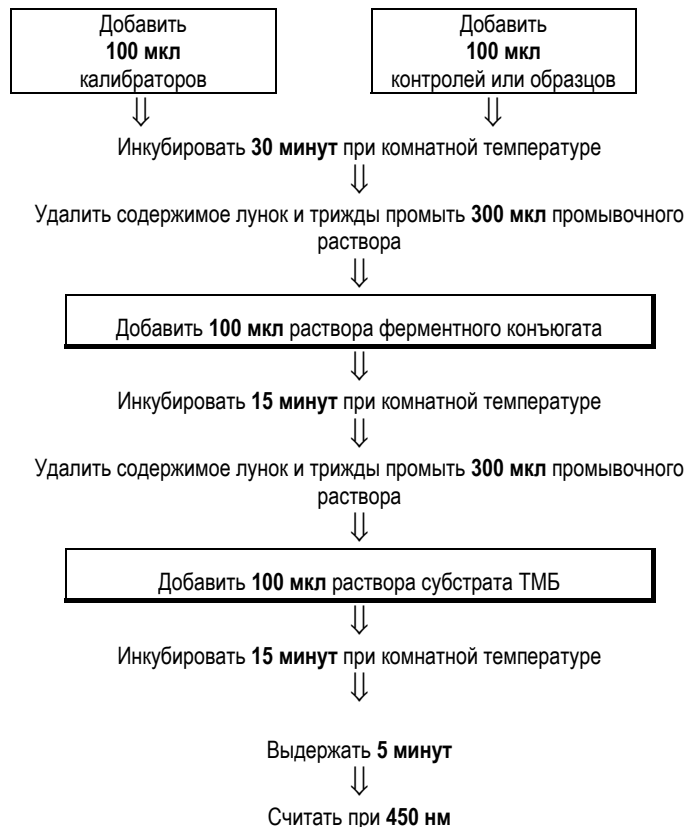 Добавить
100 мкл
калибраторов
Добавить
100 мкл
контролей или образцов
Инкубировать 30 минут при комнатной температуре
Удалить содержимое лунок и трижды промыть 300 мкл промывочного
раствора
Добавить 100 мкл раствора ферментного конъюгата
Инкубировать 15 минут при комнатной температуре
Удалить содержимое лунок и трижды промыть 300 мкл промывочного
раствора
Добавить 100 мкл раствора субстрата ТМБ
Инкубировать 15 минут при комнатной температуре
Выдержать 5 минут
Считать при 450 нм